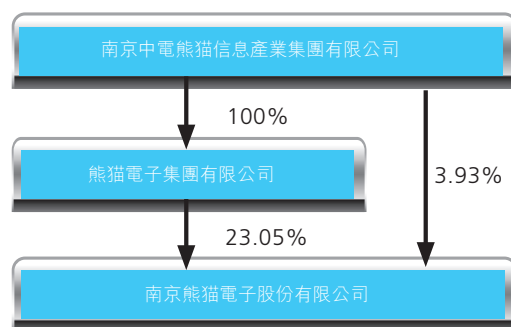 南京中電熊猫信息產業集團有限公司
100%
熊猫電子集團有限公司
3.93%
23.05%
南京熊猫電子股份有限公司